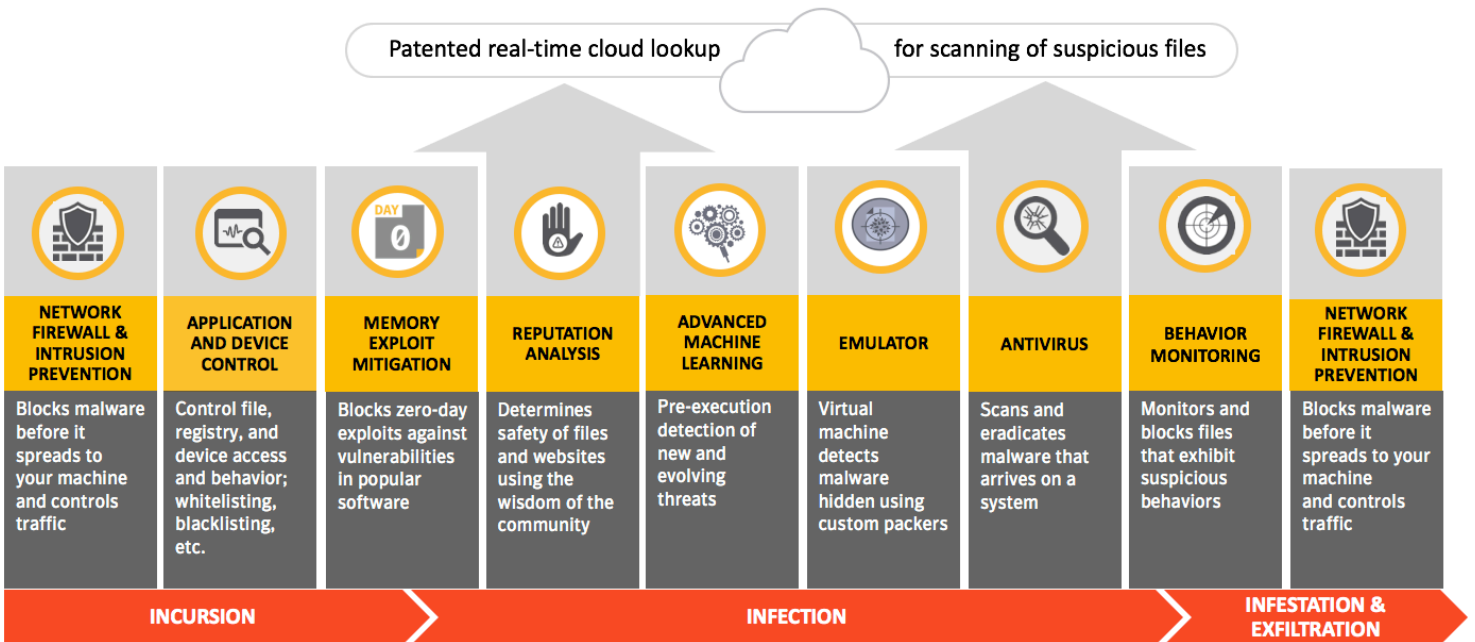 Patented real-time cloud lookup
for scanning of suspicious files
DAY
0
NETWORK
FIREWALL &
INTRUSION
PREVENTION
Blocks malware
before it
spreads to
your machine
and controls
traffic
APPLICATION
AND DEVICE
CONTROL
Control file,
registry, and
device access
and behavior;
whitelisting,
blacklisting,
etc.
MEMORY
EXPLOIT
MITIGATION
Blocks zero-day
exploits against
vulnerabilities
in popular
software
REPUTATION
ANALYSIS
Determines
safety of files
and websites
using the
wisdom of the
community
ADVANCED
MACHINE
LEARNING
Pre-execution
detection of
new and
evolving
threats
EMULATOR
Virtual
machine
detects
malware
hidden using
custom packers
ANTIVIRUS
Scans and
eradicates
malware that
arrives on a
system
BEHAVIOR
MONITORING
Monitors and
blocks files
that exhibit
suspicious
behaviors
NETWORK
FIREWALL &
INTRUSION
PREVENTION
Blocks malware
before it
spreads to your
machine
and controls
traffic
INCURSION
INFECTION
INFESTATION &
EXFILTRATION